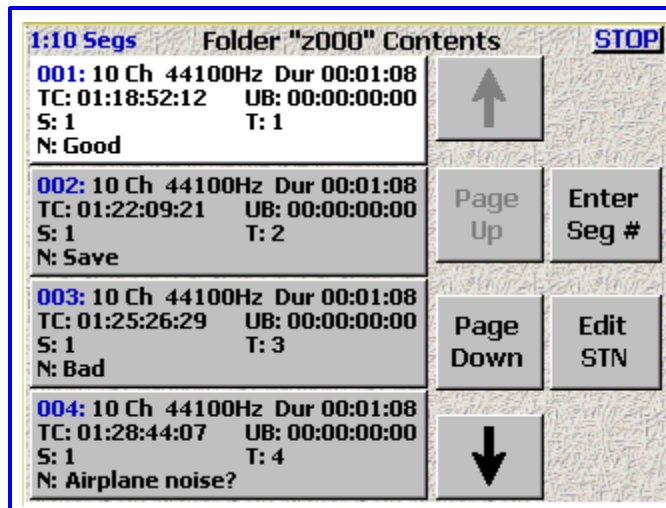 1:10 Segs Folder "z000" Contents STOP
001: 10 Ch 44100Hz Dur 00:01:08
TC: 01:18:52:12 UB: 00:00:00:00
S: 1 T: 1
N: Good
002: 10 Ch 44100Hz Dur 00:01:08
TC: 01:22:09:21 UB: 00:00:00:00
S: 1 T: 2
N: Save
003: 10 Ch 44100Hz Dur 00:01:08
TC: 01:25:26:29 UB: 00:00:00:00
S: 1 T: 3
N: Bad
004: 10 Ch 44100Hz Dur 00:01:08
TC: 01:28:44:07 UB: 00:00:00:00
S: 1 T: 4
N: Airplane noise?
Page
Up
Enter
Seg #
Page
Down
Edit
STN